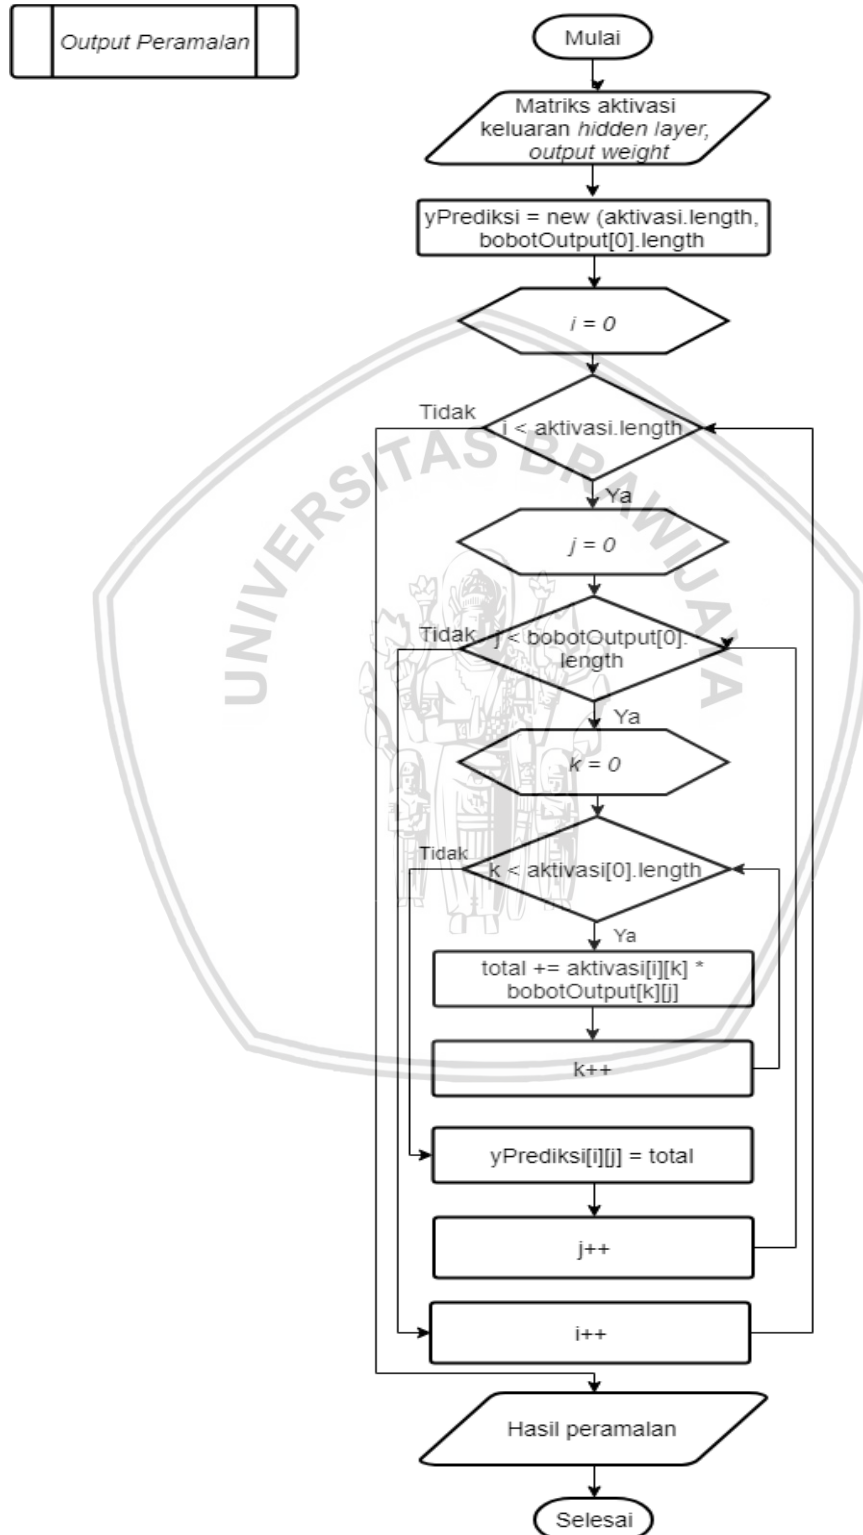 Output Peramalan
Mulai
Matriks aktivasi
keluaran hidden layer,
output weight
yPrediksi = new (aktivasi.length,
bobotOutput[0].length
i = 0
Tidak
i < aktivasi.length
Ya
j = 0
Tidak
j < bobotOutput[0].
length
Ya
k = 0
Tidak
k < aktivasi[0].length
Ya
total += aktivasi[i][k] *
bobotOutput[k][j]
k++
yPrediksi[i][j] = total
j++
i++
Hasil peramalan
Selesai
UNIVERSITAS BRAWIJAYA